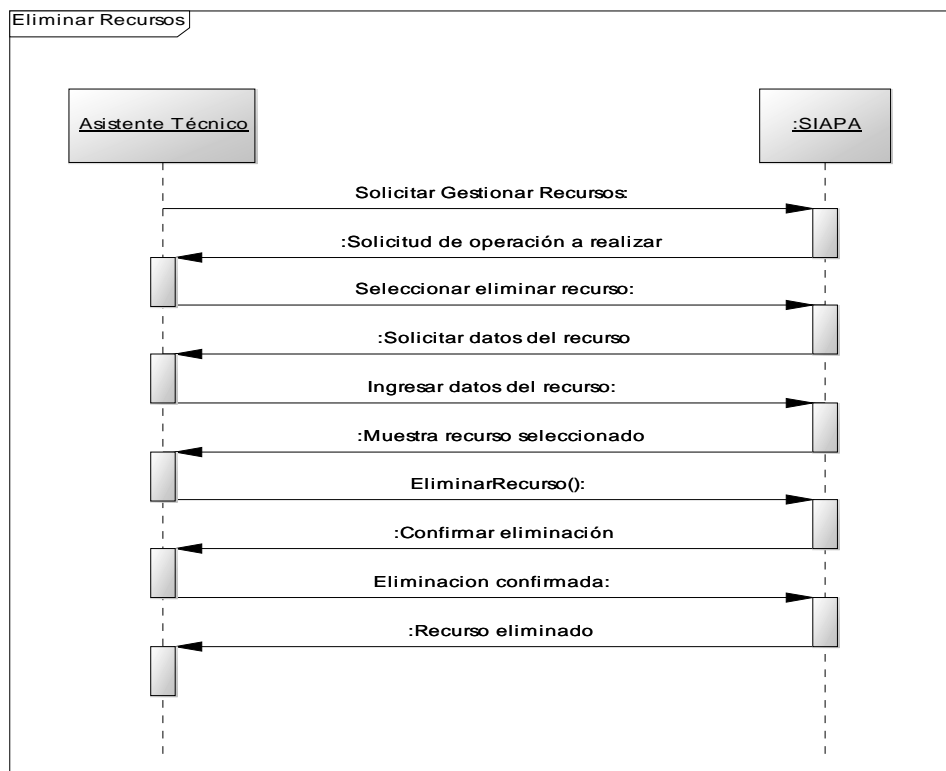 Eliminar Recursos
Asistente Técnico
:SIAPA
Solicitar Gestionar Recursos:
:Solicitud de operación a realizar
Seleccionar eliminar recurso:
:Solicitar datos del recurso
Ingresar datos del recurso:
:Muestra recurso seleccionado
EliminarRecurso():
:Confirmar eliminación
Eliminacion confirmada:
:Recurso eliminado